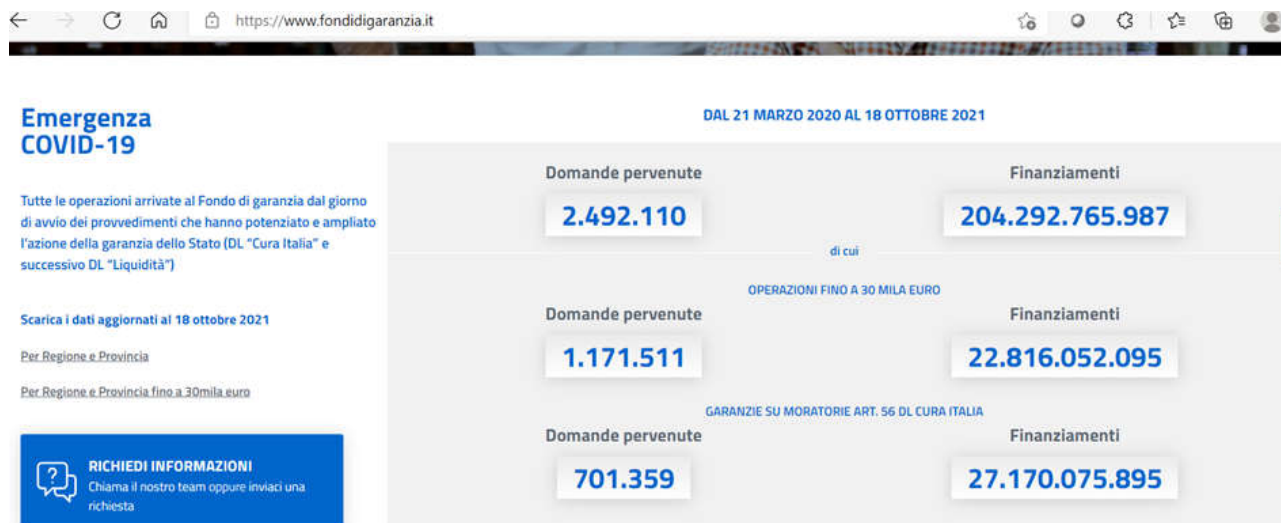 https://www.fondidigaranzia.it
Emergenza
COVID-19
Tutte le operazioni arrivate al Fondo di garanzia dal giorno
di avvio dei provvedimenti che hanno potenziato e ampliato
l'azione della garanzia dello Stato (DL "Cura Italia" e
successivo DL "Liquidità")
Scarica i dati aggiornati al 18 ottobre 2021
Per Regione e Provincia
Per Regione e Provincia fino a 30mila euro
RICHIEDI INFORMAZIONI
Chiama il nostro team oppure inviaci una
richiesta
DAL 21 MARZO 2020 AL 18 OTTOBRE 2021
Domande pervenute Finanziamenti
2.492.110 204.292.765.987
di cui
OPERAZIONI FINO A 30 MILA EURO
Domande pervenute Finanziamenti
1.171.511 22.816.052.095
GARANZIE SU MORATORIE ART. 56 DL CURA ITALIA
Domande pervenute Finanziamenti
701.359 27.170.075.895